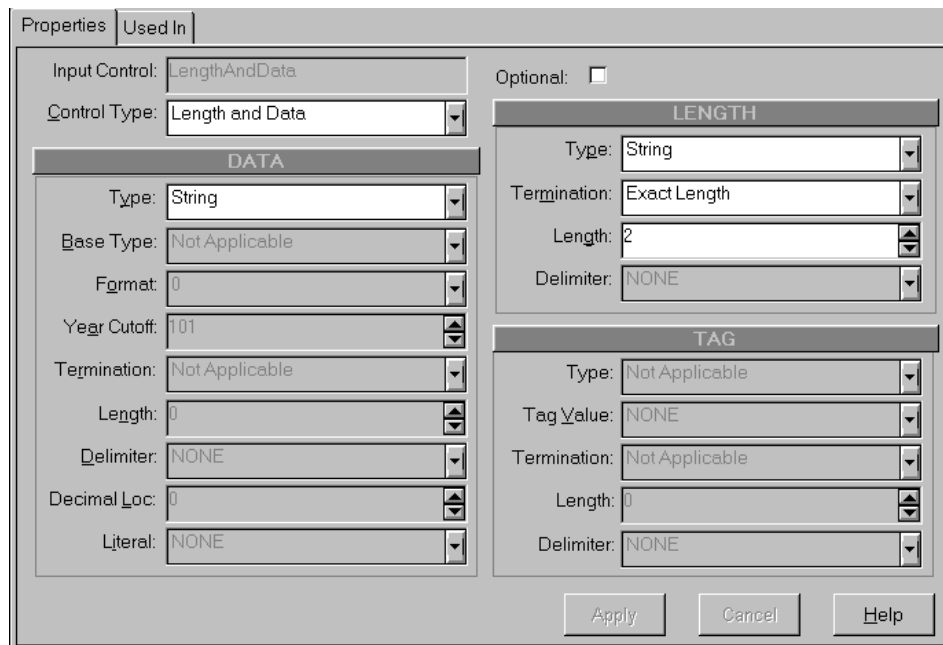 Properties Used In
Input Control: LengthAndData
Control Type: Length and Data
DATA
Type: String
Base Type: Not Applicable
Format: 0
Year Cutoff: 101
Termination: Not Applicable
Length: 0
Delimiter: NONE
Decimal Loc: 0
Literal: NONE
Optional:
LENGTH
Type: String
Termination: Exact Length
Length: 2
Delimiter: NONE
TAG
Type: Not Applicable
Tag Value: NONE
Termination: Not Applicable
Length: 0
Delimiter: NONE
Apply Cancel Help